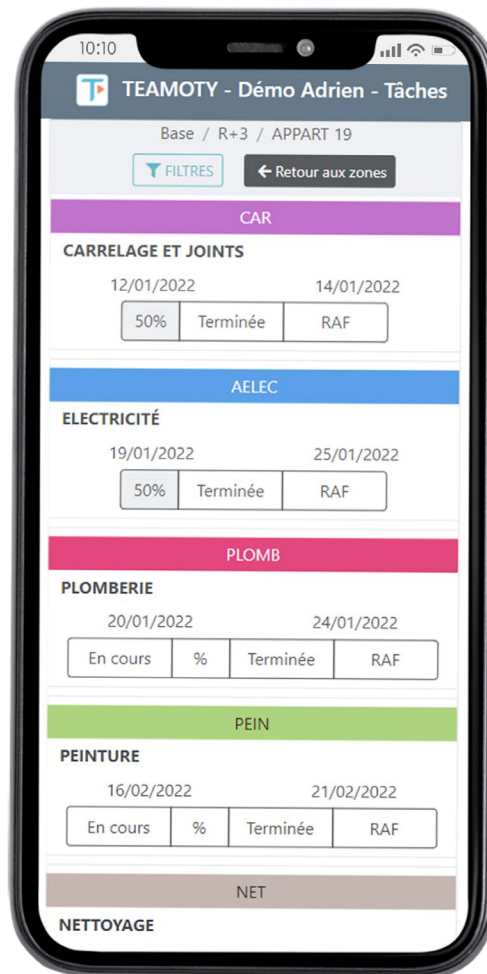 10:10
TEAMOTY - Démo Adrien - Tâches
Base / R+3 / APPART 19
FILTRES Retour aux zones
CAR
CARRELAGE ET JOINTS
12/01/2022 14/01/2022
50% Terminée RAF
AELEC
ELECTRICITÉ
19/01/2022 25/01/2022
50% Terminée RAF
PLOMB
PLOMBERIE
20/01/2022 24/01/2022
En cours % Terminée RAF
PEIN
PEINTURE
16/02/2022 21/02/2022
En cours % Terminée RAF
NET
NETTOYAGE